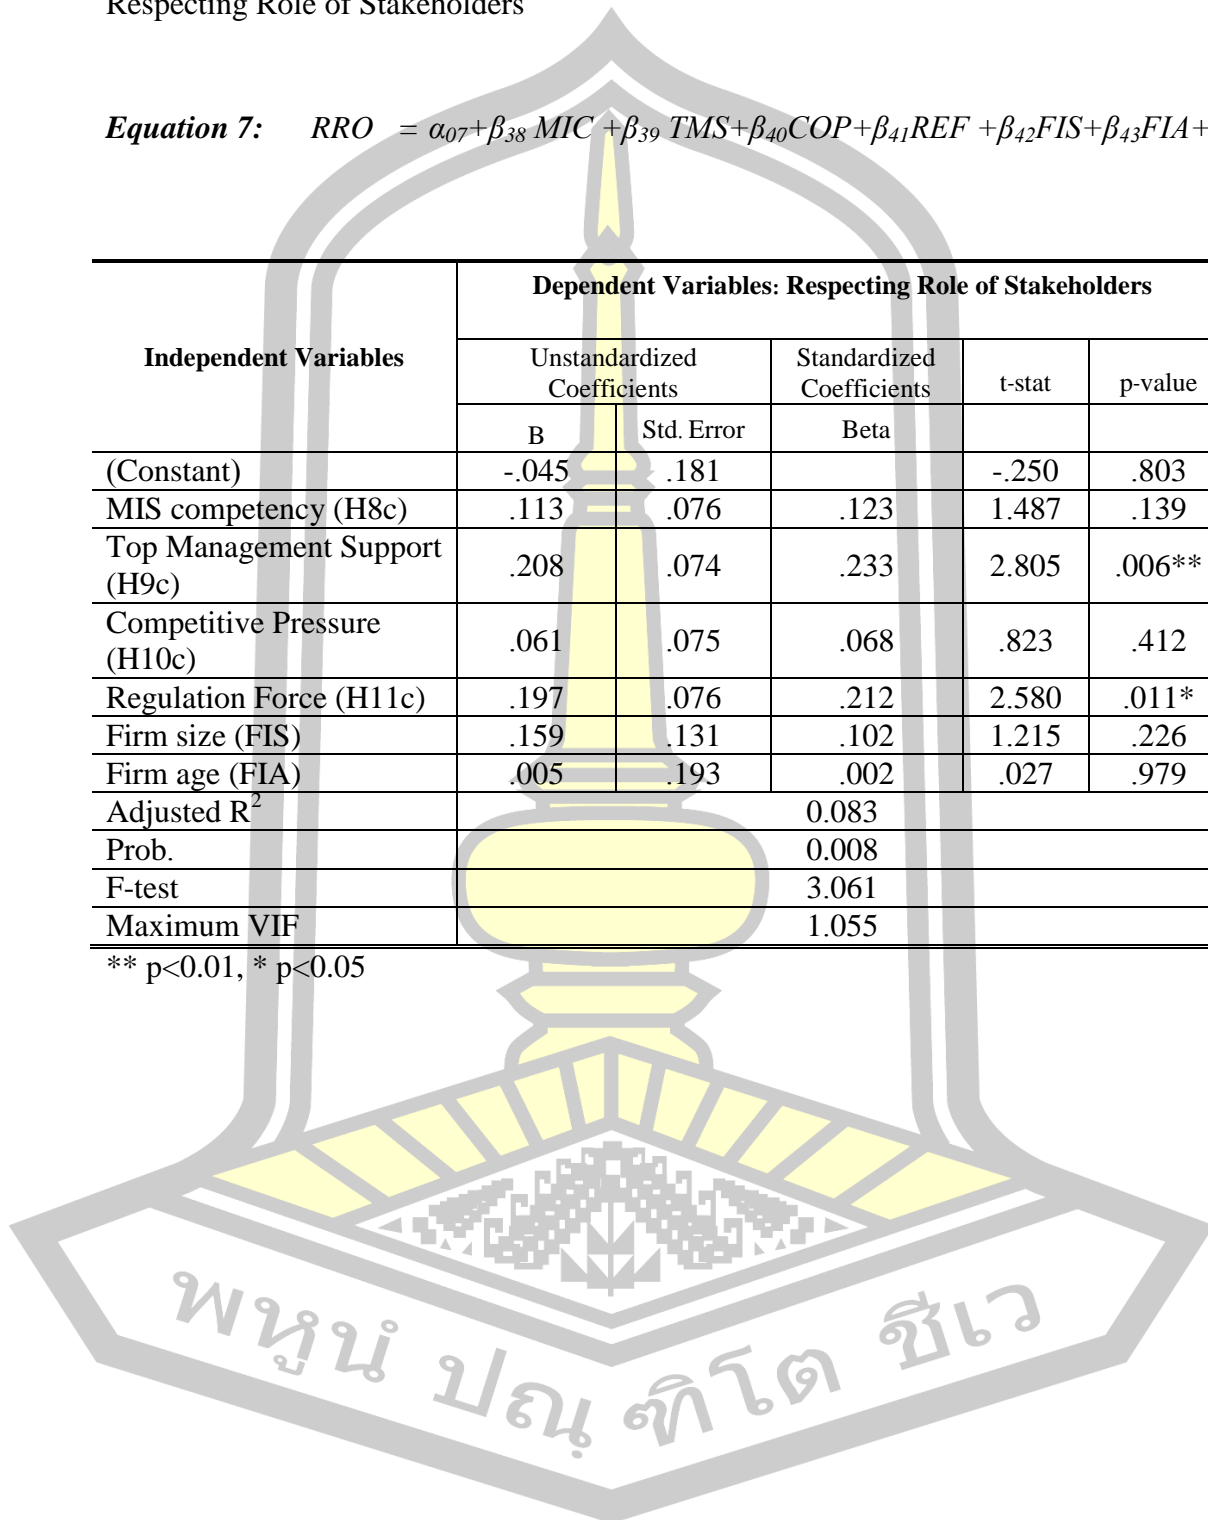 Respecting Role of Stakeholders
Equation 7: RRO = α07+β38 MIC +β39 TMS+β40COP+β41REF +β42FIS+β43FIA+
Dependent Variables: Respecting Role of Stakeholders
Independent Variables
Unstandardized Coefficients
Standardized Coefficients
t-stat
p-value
B
Std. Error
Beta
(Constant) -.045 .181 -.250 .803
MIS competency (H8c) .113 .076 .123 1.487 .139
Top Management Support
(H9c) .208 .074 .233 2.805 .006**
Competitive Pressure
(H10c) .061 .075 .068 .823 .412
Regulation Force (H11c) .197 .076 .212 2.580 .011*
Firm size (FIS) .159 .131 .102 1.215 .226
Firm age (FIA) .005 .193 .002 .027 .979
Adjusted R2 0.083
Prob. 0.008
F-test 3.061
Maximum VIF 1.055
** p<0.01, * p<0.05
พหูนํ ปณฺฑิโต ชีเว